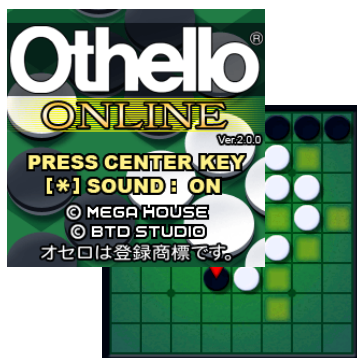 Othello®
ONLINE
Ver.2.0.0
PRESS CENTER KEY
[*] SOUND : ON
© MEGA HOUSE
© BTD STUDIO
オセロは登録商標です。